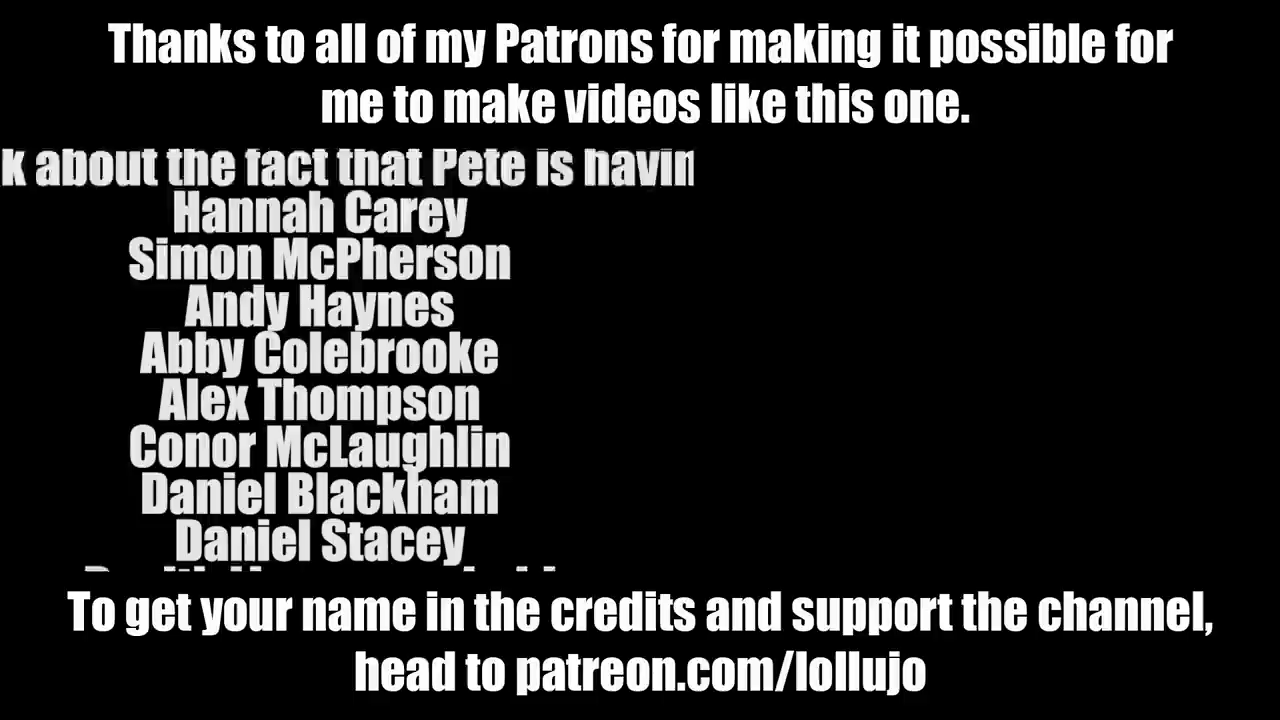 Thanks to all of my Patrons for making it possible for
me to make videos like this one.
k about the fact that Pete is havin
Hannah Carey
Simon McPherson
Andy Haynes
Abby Colebrooke
Alex Thompson
Conor McLaughlin
Daniel Blackham
Daniel Stacey
To get your name in the credits and support the channel,
head to patreon.com/lollujo